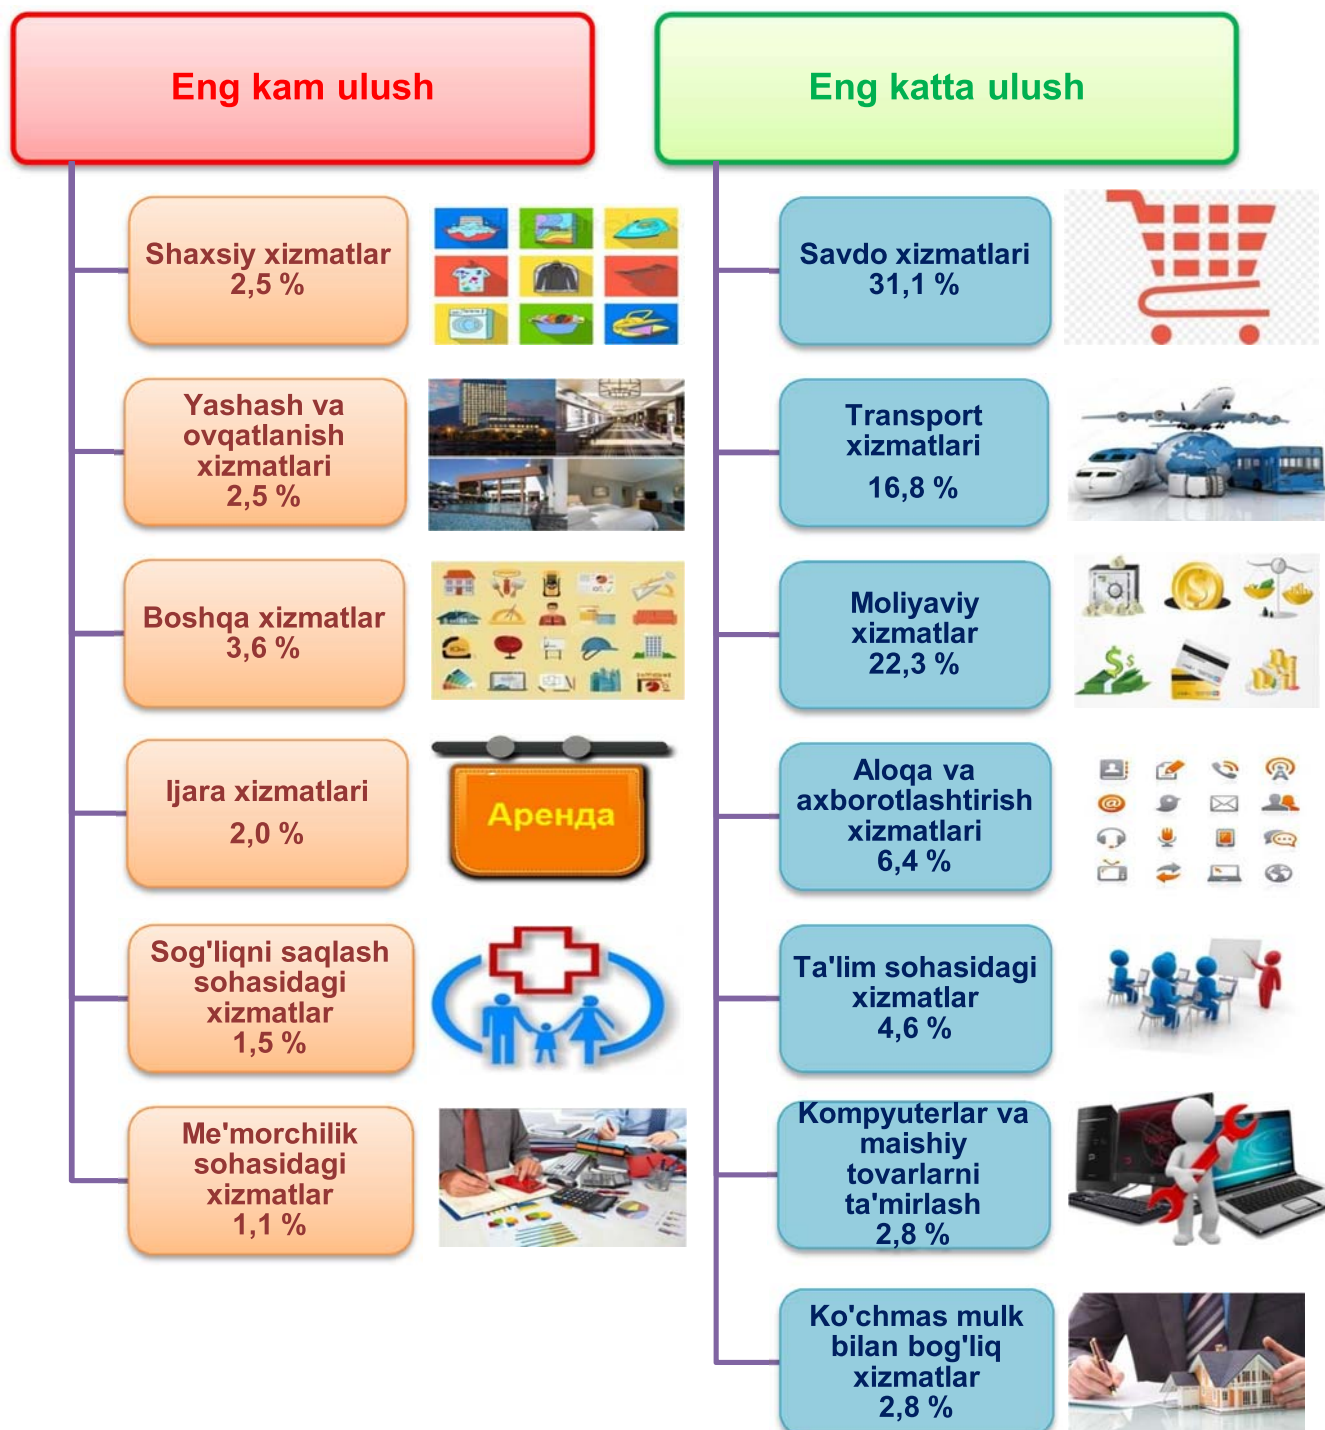 Eng kam ulush
Shaxsiy xizmatlar
2,5 %
Yashash va
ovqatlanish
xizmatlari
2,5 %
Boshqa xizmatlar
3,6 %
Ijara xizmatlari
2,0 %
Аренда
Sog'liqni saqlash
sohasidagi
xizmatlar
1,5 %
Me'morchilik
sohasidagi
xizmatlar
1,1 %
Eng katta ulush
Savdo xizmatlari
31,1 %
Transport
xizmatlari
16,8 %
Moliyaviy
xizmatlar
22,3 %
Aloqa va
axborotlashtirish
xizmatlari
6,4 %
Ta'lim sohasidagi
xizmatlar
4,6 %
Kompyuterlar va
maishiy
tovarlarni
ta'mirlash
2,8 %
Ko'chmas mulk
bilan bog'liq
xizmatlar
2,8 %